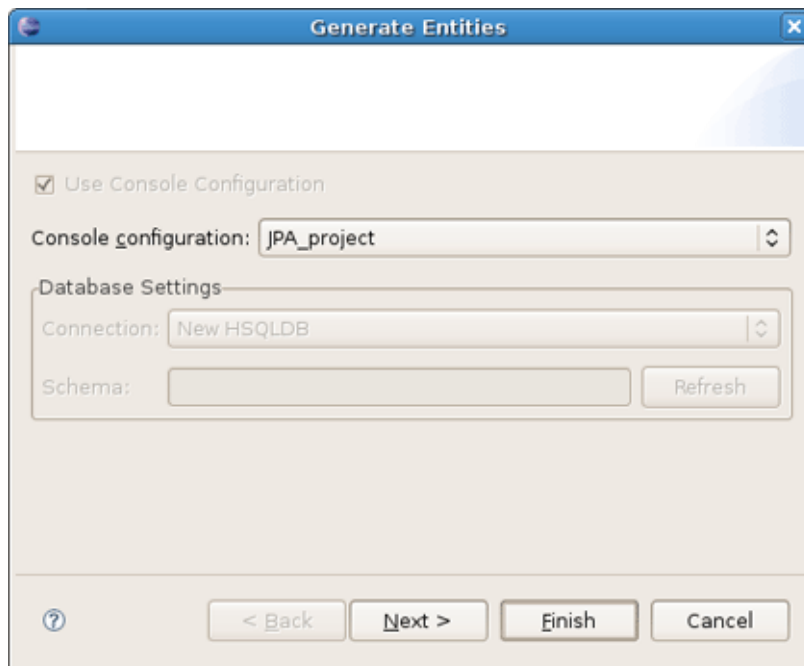 Generate Entities
Use Console Configuration
Console configuration: JPA_project
Database Settings
Connection: New HSQLDB
Schema: Refresh
< Back Next > Finish Cancel